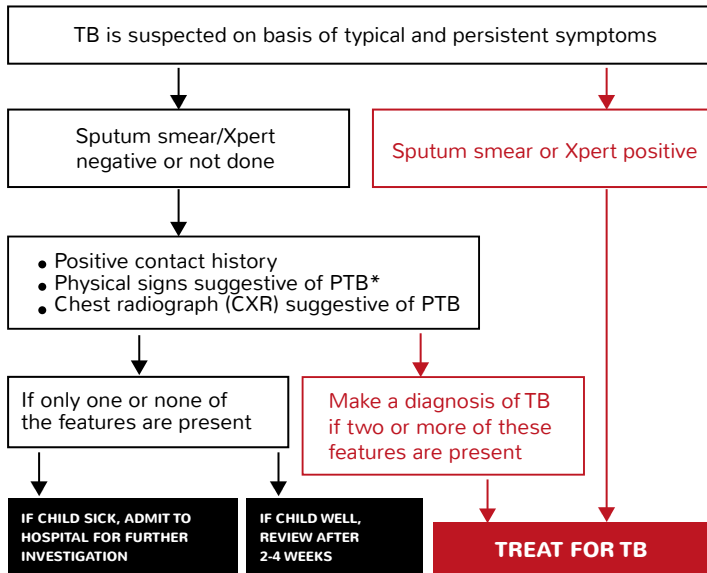 TB is suspected on basis of typical and persistent symptoms
Sputum smear/Xpert
negative or not done
Sputum smear or Xpert positive
• Positive contact history
• Physical signs suggestive of PTB*
• Chest radiograph (CXR) suggestive of PTB
If only one or none of
the features are present
Make a diagnosis of TB
if two or more of these
features are present
IF CHILD SICK, ADMIT TO
HOSPITAL FOR FURTHER
INVESTIGATION
IF CHILD WELL,
REVIEW AFTER
2-4 WEEKS
TREAT FOR TB